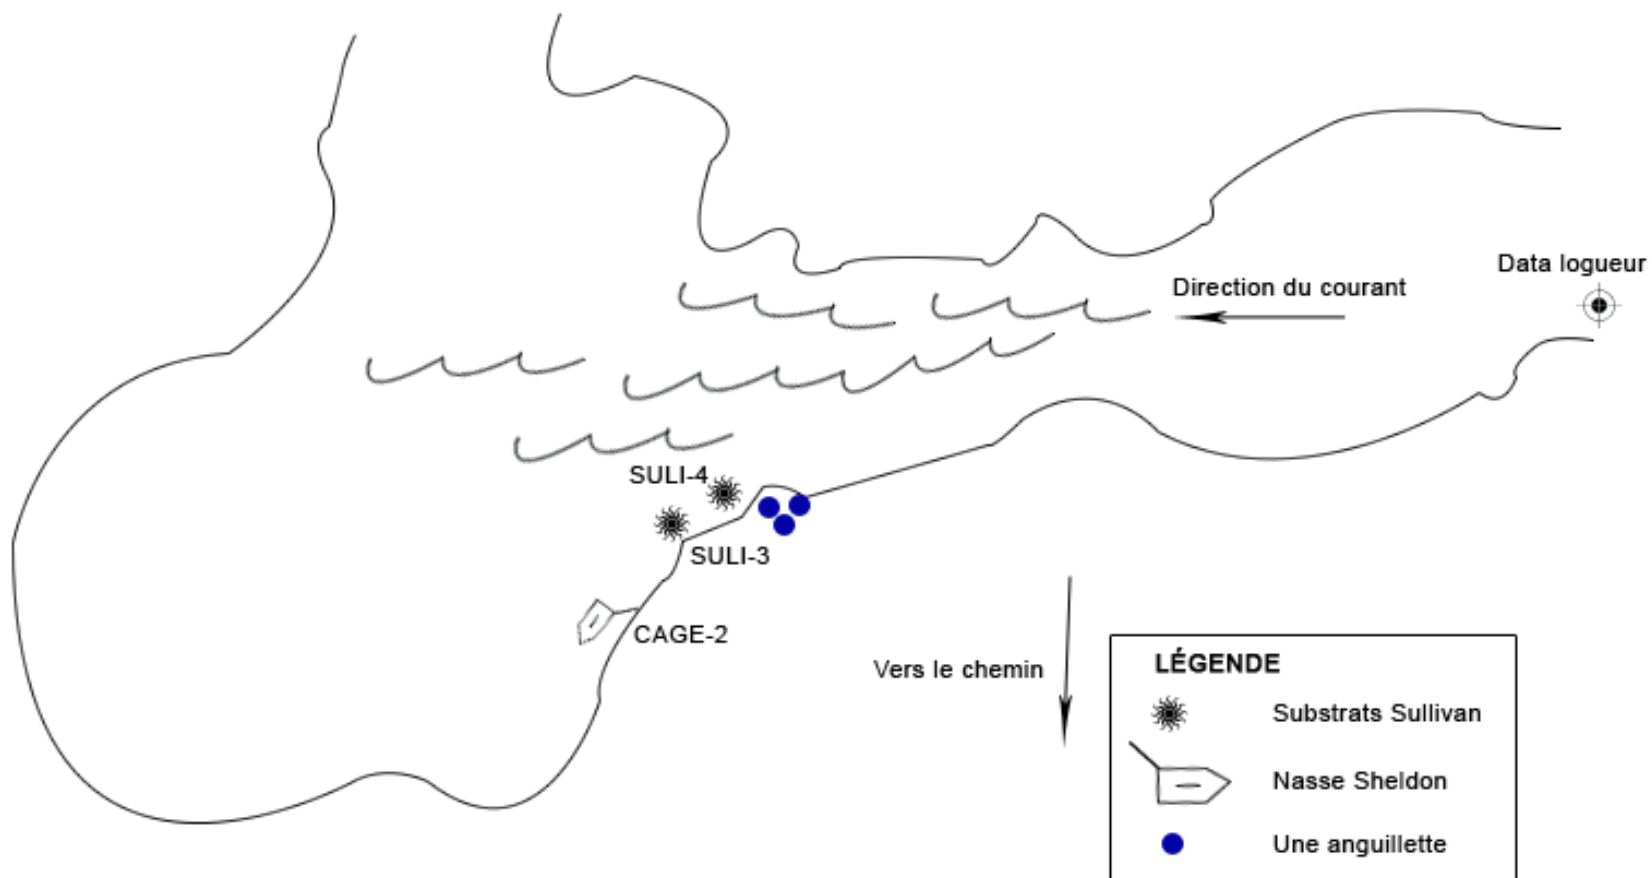 Data logueur
Direction du courant
SULI-4
SULI-3
CAGE-2
Vers le chemin
LÉGENDE
Substrats Sullivan
Nasse Sheldon
Une anguillette